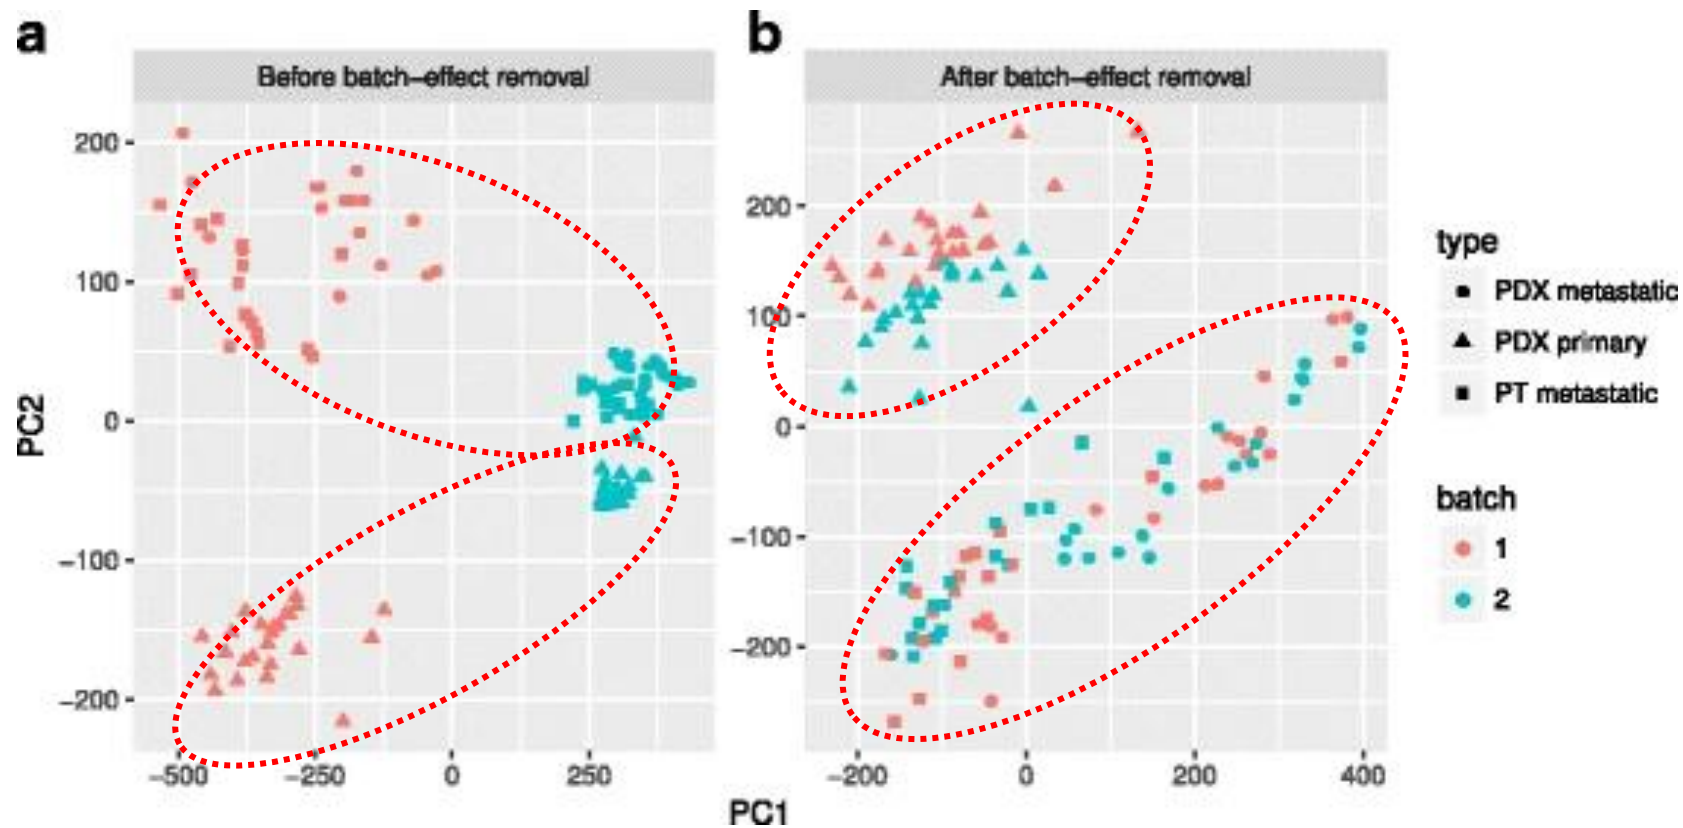 a
b
Before batch-effect removal
After batch-effect removal
200
100
0
-100
-200
PC2
-500
-250
0
250
200
100
0
-100
-200
-200
0
200
400
PC1
type
PDX metastatic
PDX primary
PT metastatic
batch
1
2